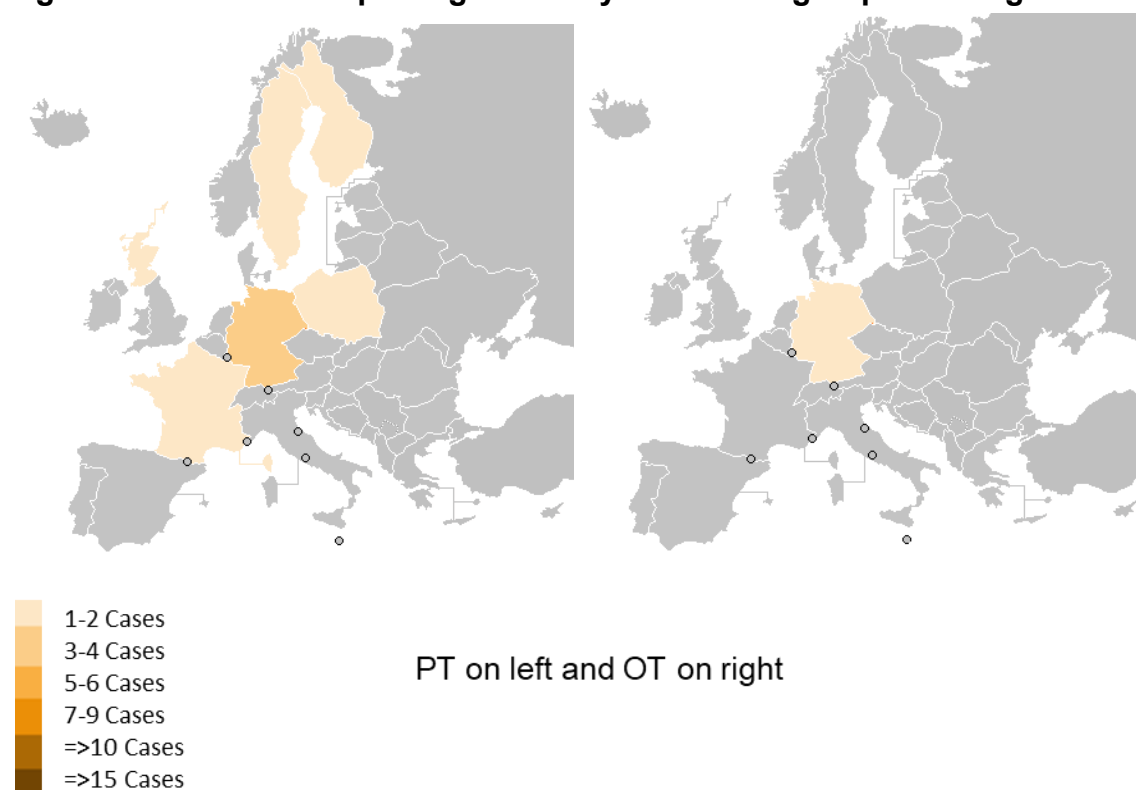 1-2 Cases
3-4 Cases
5-6 Cases
7-9 Cases
=>10 Cases
=>15 Cases
PT on left and OT on right